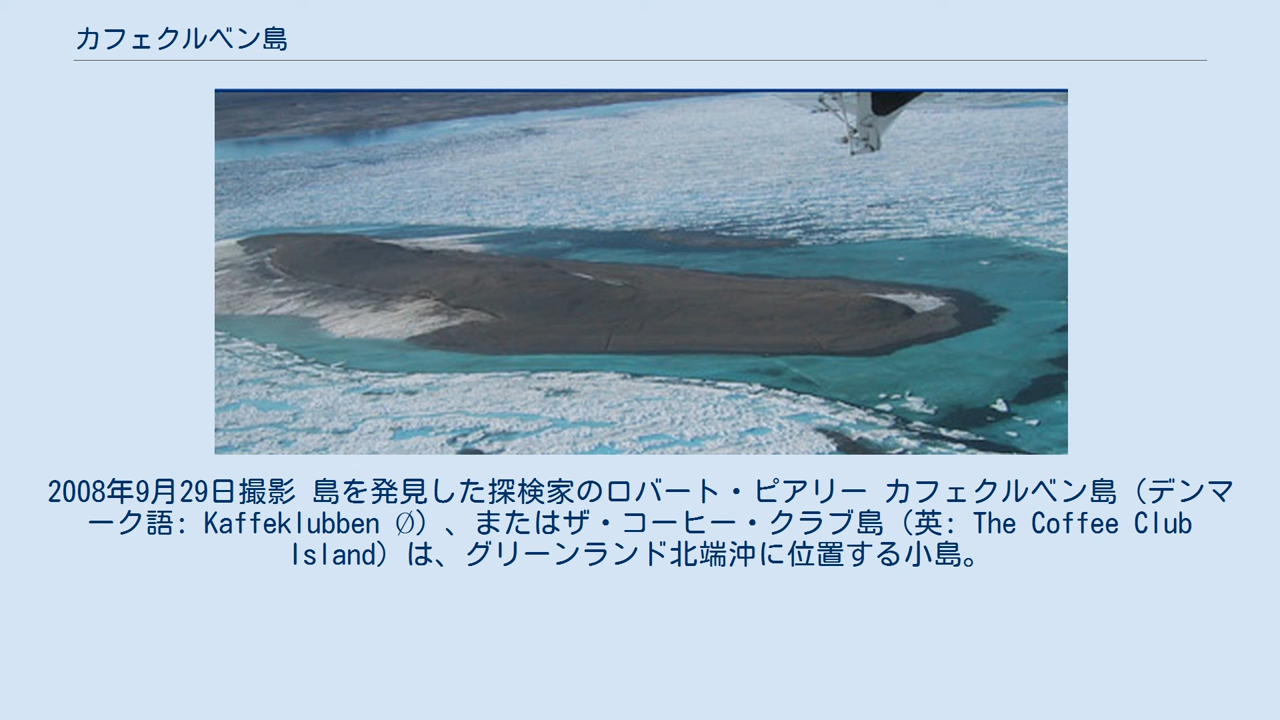 カフェクルベン島
2008年9月29日撮影 島を発見した探検家のロバート・ピアリー カフェクルベン島（デンマ
ーク語: Kaffeklubben Ø）、またはザ・コーヒー・クラブ島（英: The Coffee Club
Island）は、グリーンランド北端沖に位置する小島。